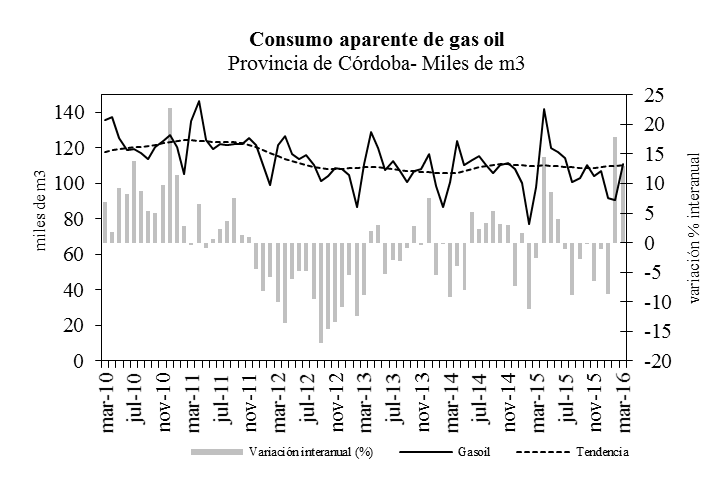 Consumo aparente de gas oil
Provincia de Córdoba- Miles de m3
miles de m3
140
120
100
80
60
40
20
0
25
20
15
10
5
0
-5
-10
-15
-20
variación % interanual
mar-10
jul-10
nov-10
mar-11
jul-11
nov-11
mar-12
jul-12
nov-12
mar-13
jul-13
nov-13
mar-14
jul-14
nov-14
mar-15
jul-15
nov-15
mar-16
Variación interanual (%) Gasoil Tendencia